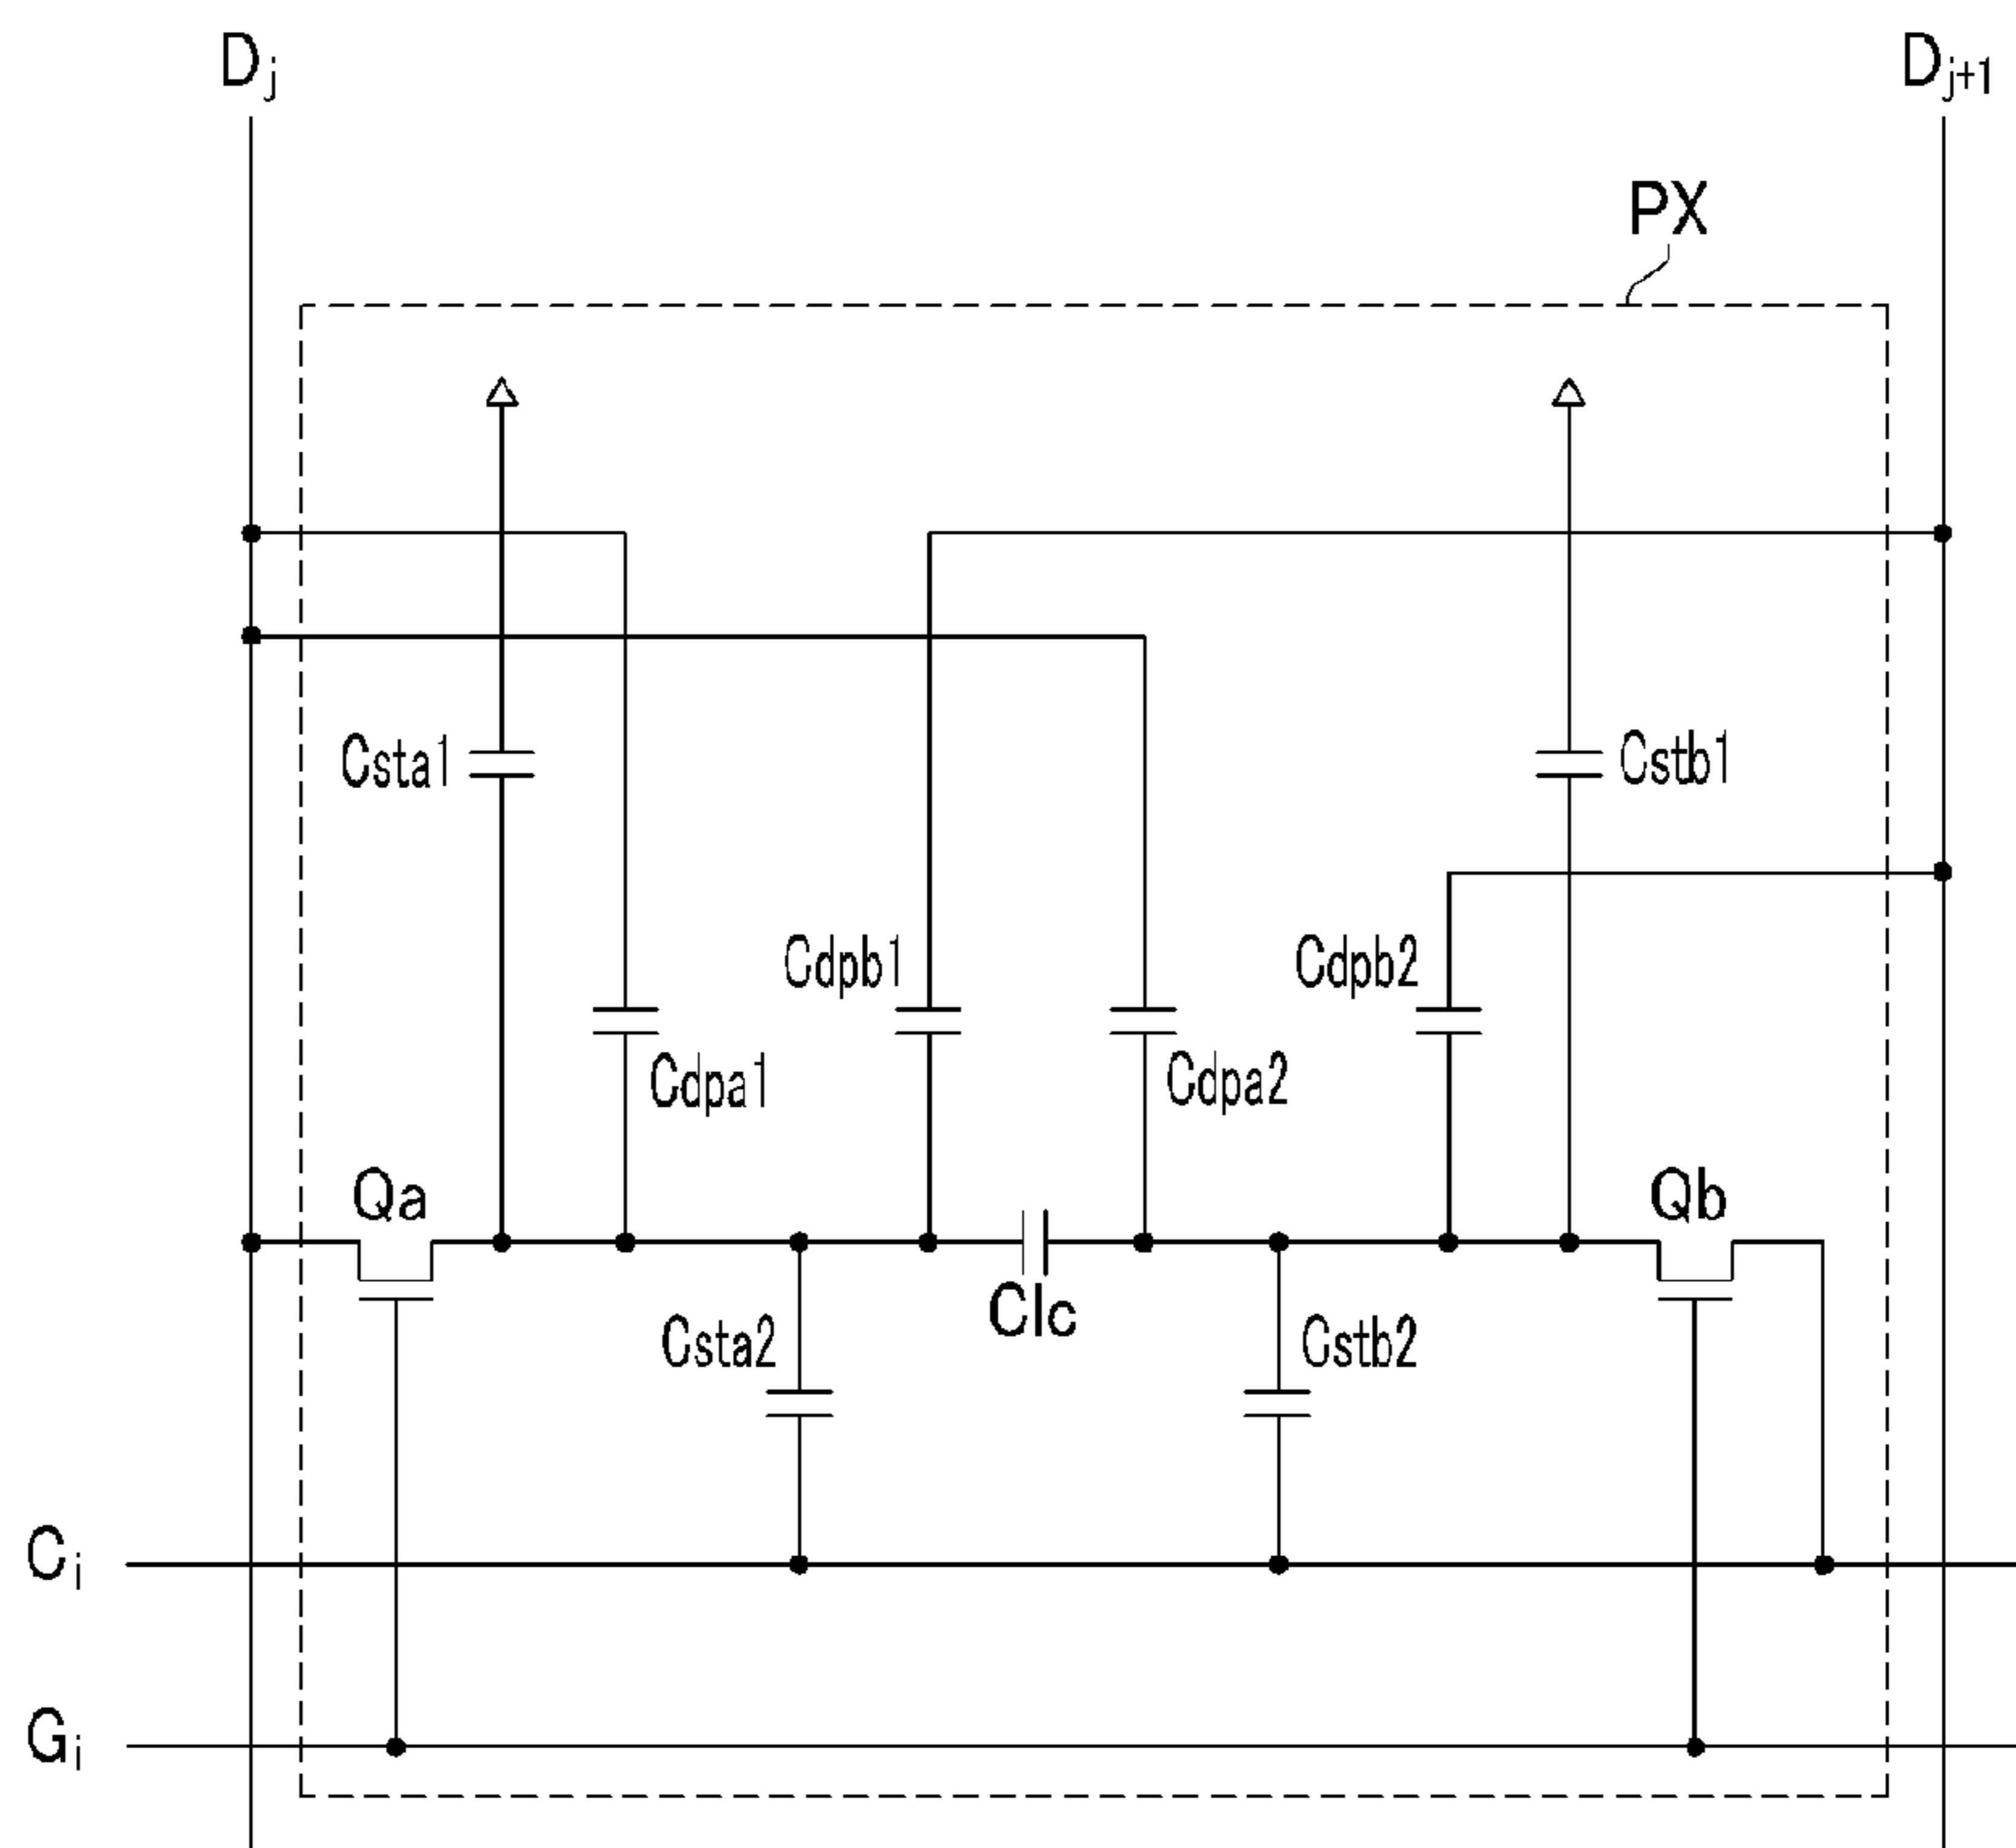 Dj
Dj+1
PX
Csta1
Cstb1
Cdpb1
Cdpb2
Cdpa1
Cdpa2
Qa
Qb
Clc
Csta2
Cstb2
Ci
Gi